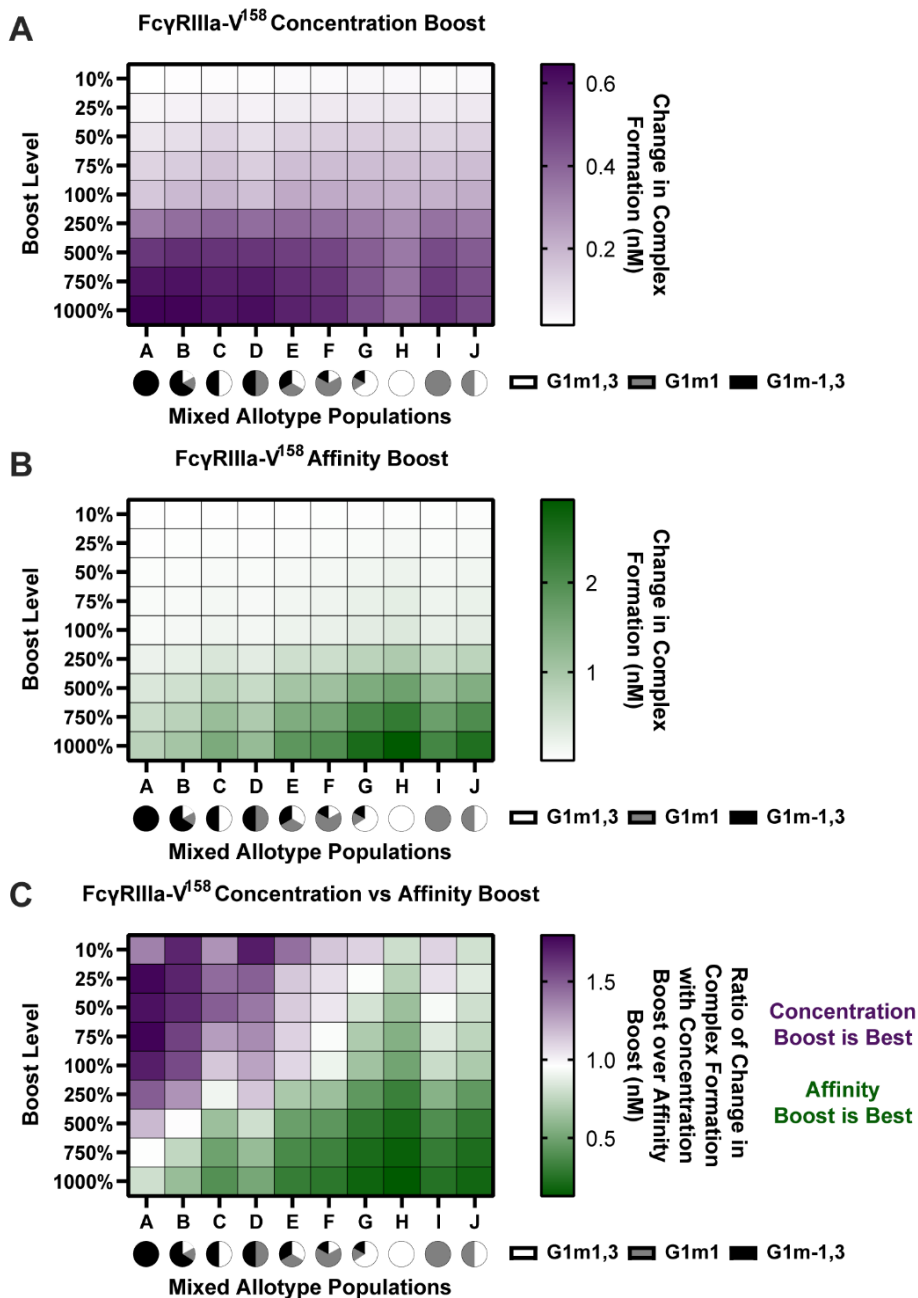 A
FcγRIIIa-V158 Concentration Boost
10%
25%
50%
75%
100%
250%
500%
750%
1000%
Boost Level
A B C D E F G H I J
Mixed Allotype Populations
0.6
0.4
0.2
Change in Complex
Formation (nM)
G1m1,3 G1m1 G1m-1,3
B
FcγRIIIa-V158 Affinity Boost
10%
25%
50%
75%
100%
250%
500%
750%
1000%
Boost Level
A B C D E F G H I J
Mixed Allotype Populations
2
1
Change in Complex
Formation (nM)
G1m1,3 G1m1 G1m-1,3
C
FcγRIIIa-V158 Concentration vs Affinity Boost
10%
25%
50%
75%
100%
250%
500%
750%
1000%
Boost Level
A B C D E F G H I J
Mixed Allotype Populations
1.5
1.0
0.5
Ratio of Change in
Complex Formation
with Concentration
Boost over Affinity
Boost (nM)
Concentration
Boost is Best
Affinity
Boost is Best
G1m1,3 G1m1 G1m-1,3